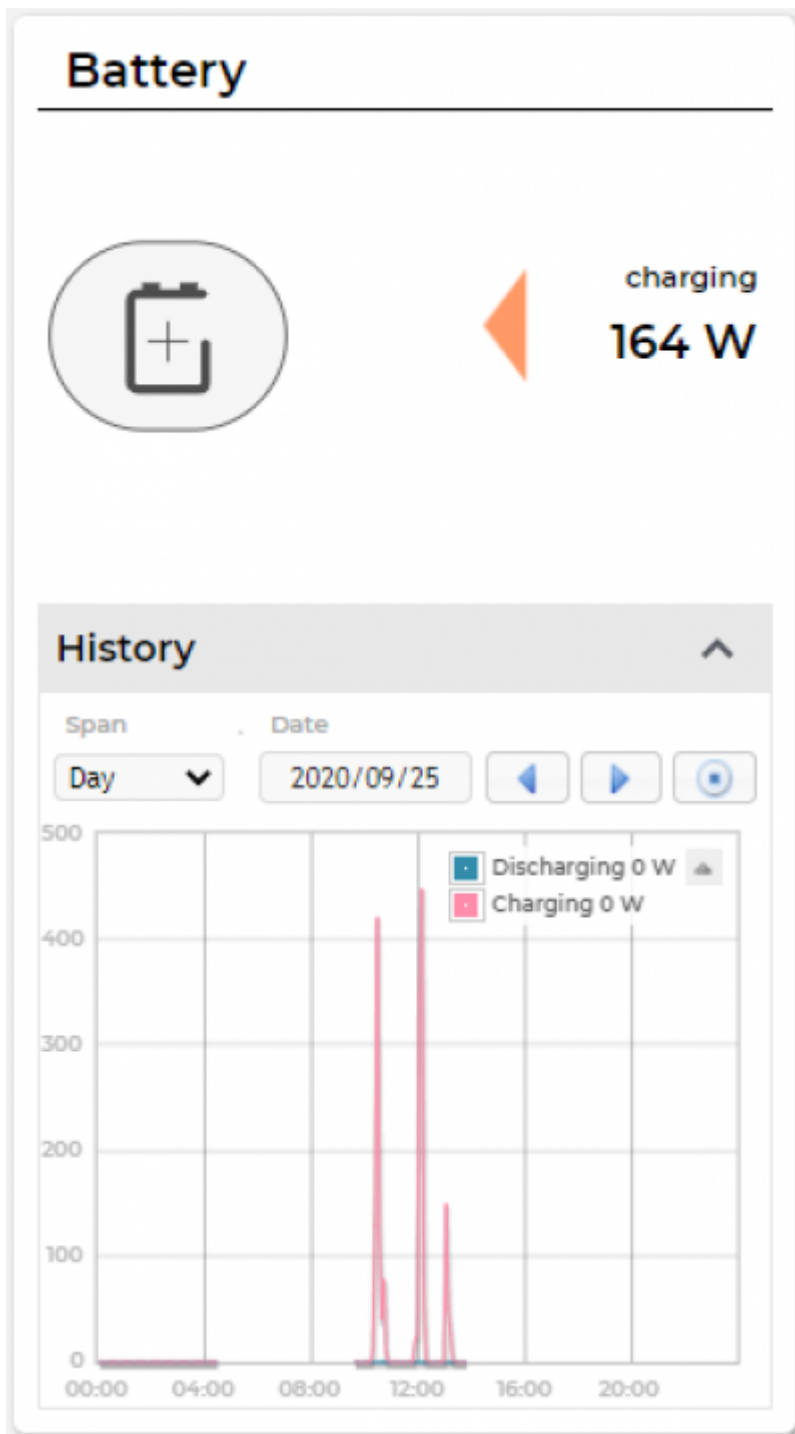 Battery
charging
164 W
History
Span . Date
Day 2020/09/25
500
Discharging 0 W
Charging 0 W
400
300
200
100
0
00:00 04:00 08:00 12:00 16:00 20:00